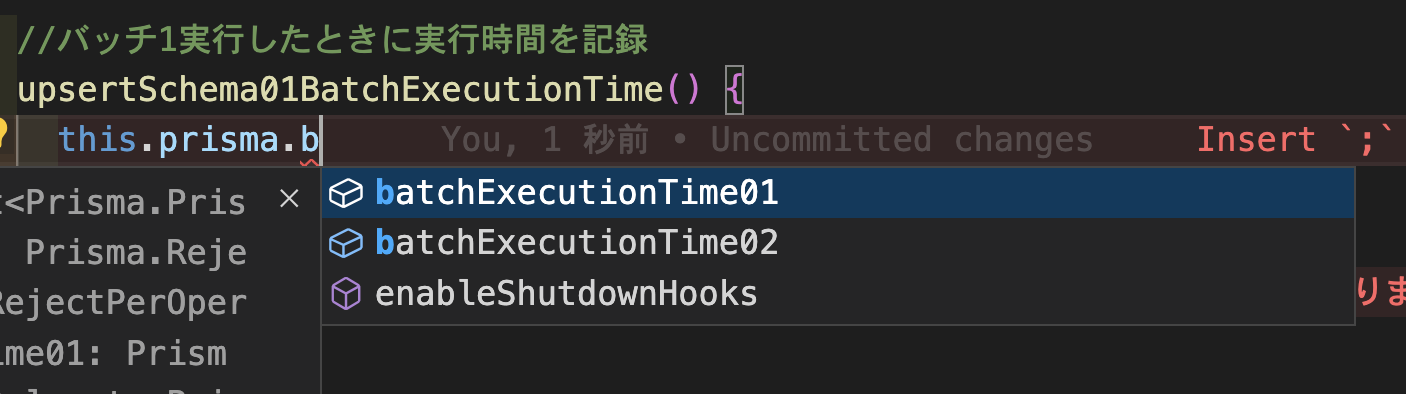 //バッチ1実行したときに実行時間を記録
upsertSchema01BatchExecutionTime() {
this.prisma.b You, 1 秒前 • Uncommitted changes Insert `;`
t<Prisma.Pris × batchExecutionTime01
Prisma.Reje batchExecutionTime02
RejectPerOper enableShutdownHooks りま
ime01: Prism